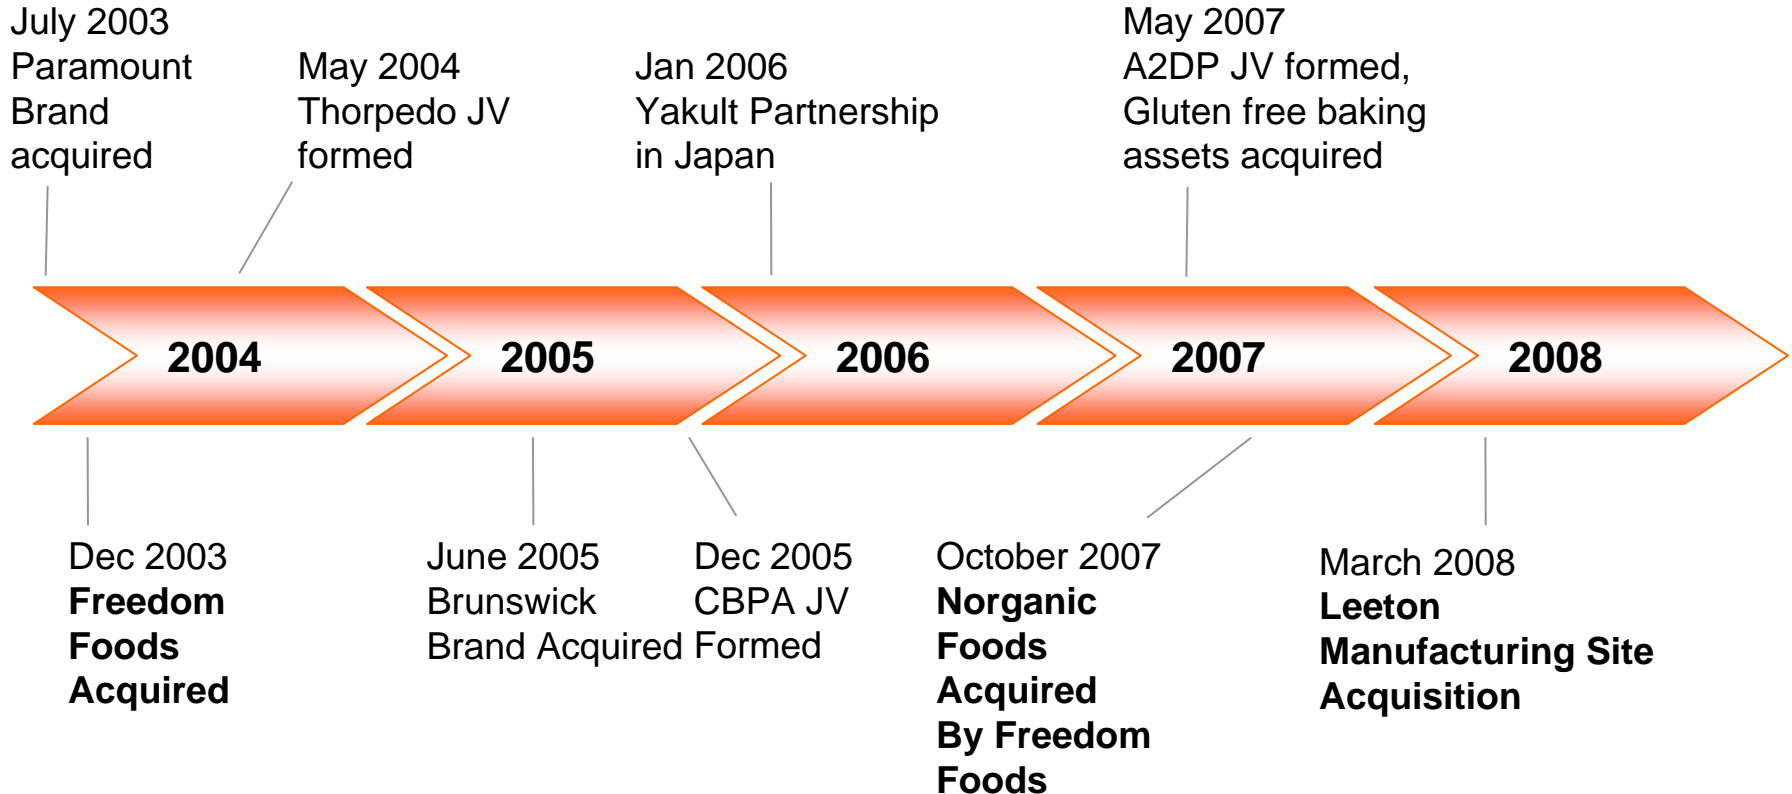 July 2003
Paramount
Brand
acquired
May 2004
Thorpedo JV
formed
Jan 2006
Yakult Partnership
in Japan
May 2007
A2DP JV formed,
Gluten free baking
assets acquired
2004
2005
2006
2007
2008
Dec 2003
Freedom
Foods
Acquired
June 2005
Brunswick
Brand Acquired
Dec 2005
CBPA JV
Formed
October 2007
Norganic
Foods
Acquired
By Freedom
Foods
March 2008
Leeton
Manufacturing Site
Acquisition